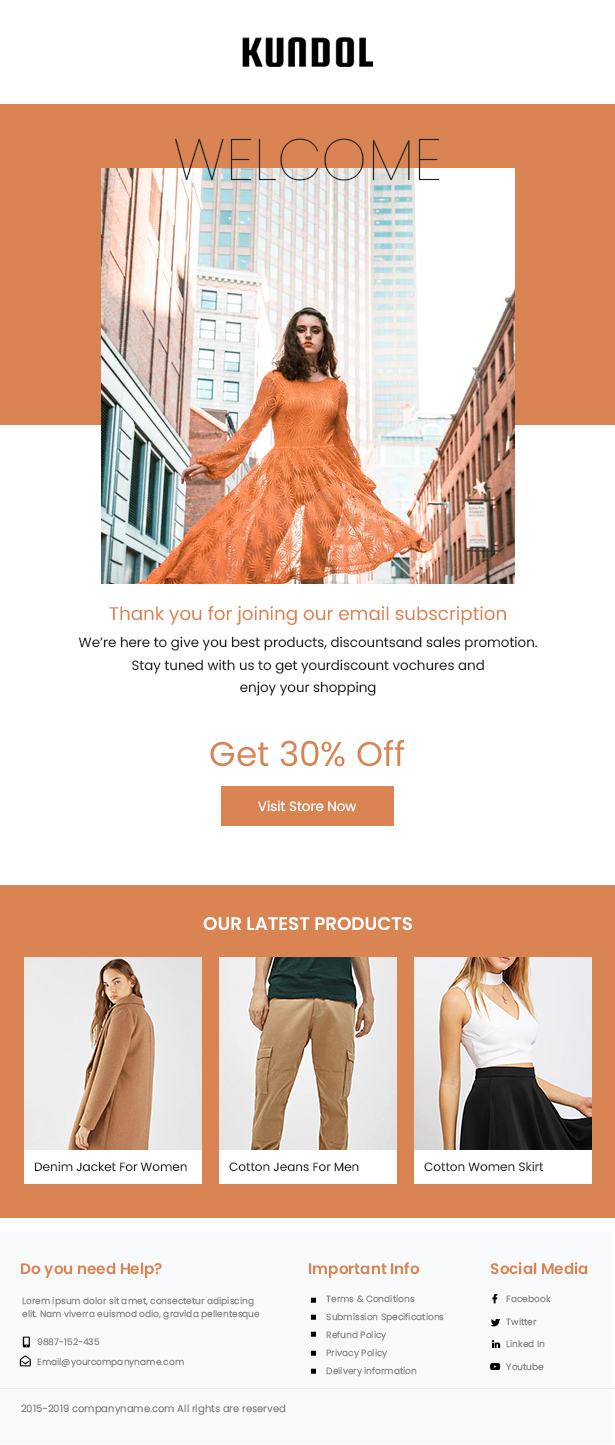 KUNDOL
WELCOME
Thank you for joining our email subscription
We're here to give you best products, discountsand sales promotion.
Stay tuned with us to get yourdiscount vochures and
enjoy your shopping
Get 30% Off
Visit Store Now
OUR LATEST PRODUCTS
Denim Jacket For Women
Cotton Jeans For Men
Cotton Women Skirt
Do you need Help?
Lorem ipsum dolor sit amet, consectetur adipiscing
elit. Nam viverra euismod odio, gravida pellentesque
9887-152-435
Email@yourcompanyname.com
Important Info
Terms & Conditions
Submission Specifications
Refund Policy
Privacy Policy
Delivery information
Social Media
Facebook
Twitter
Linked In
Youtube
2015-2019 companyname.com All rights are reserved